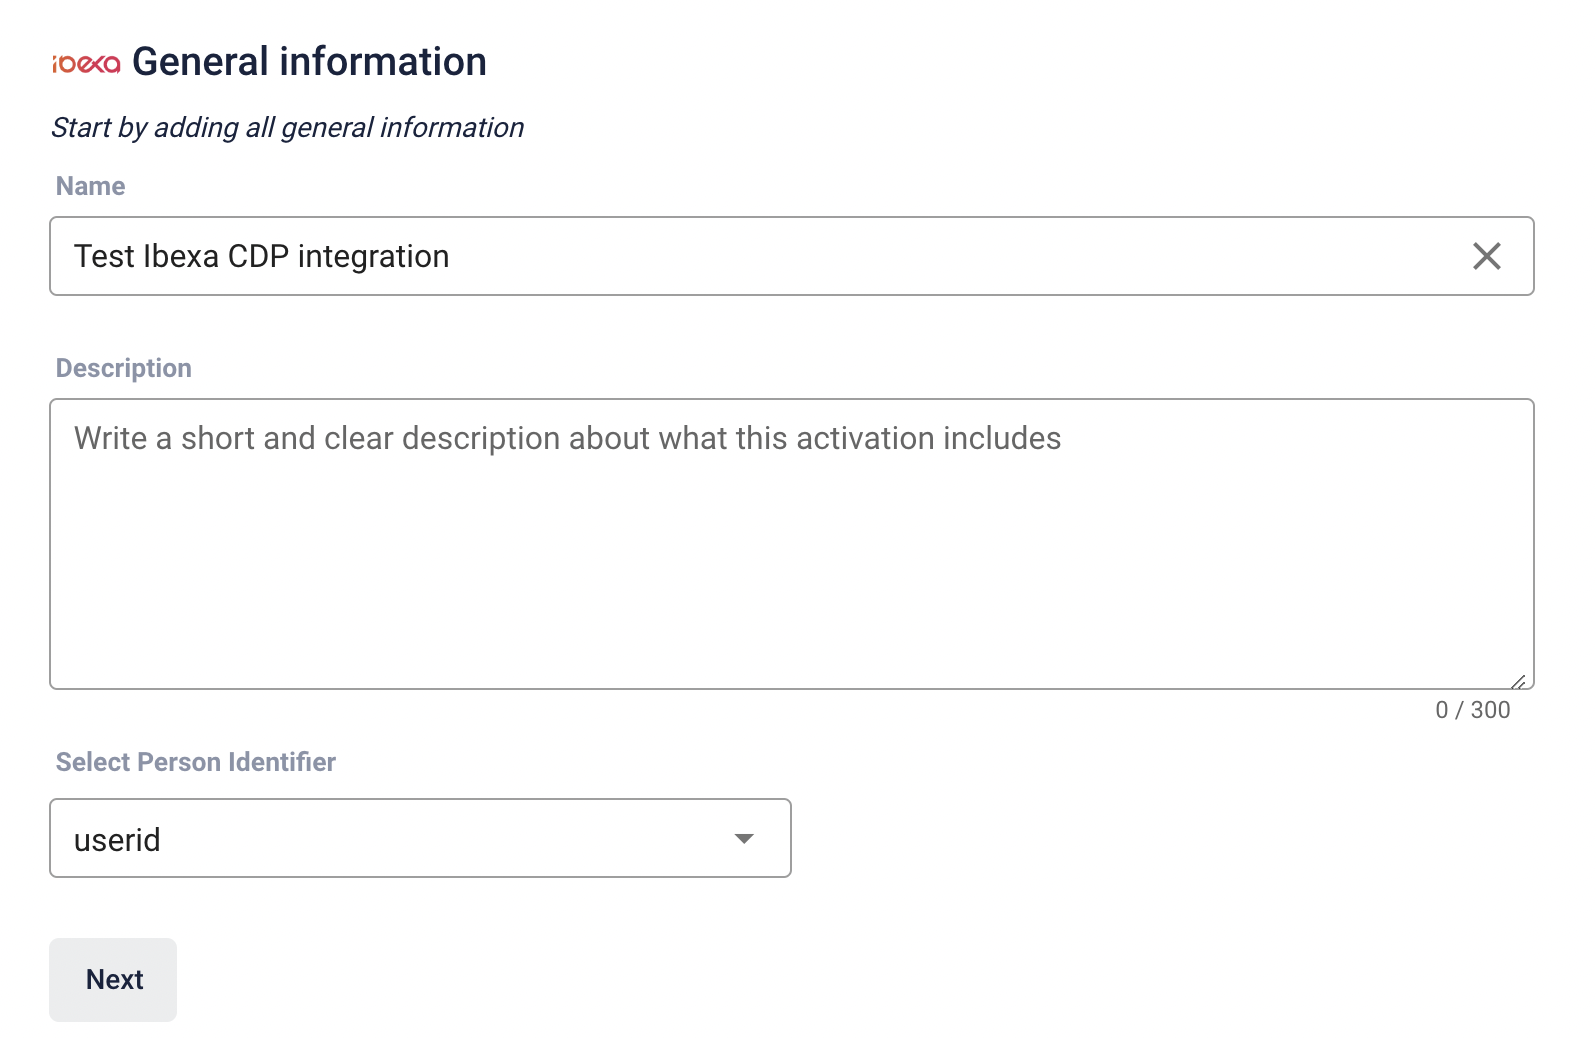 ibexa General information
Start by adding all general information
Name
Test Ibexa CDP integration
Description
Write a short and clear description about what this activation includes
0 / 300
Select Person Identifier
userid
Next